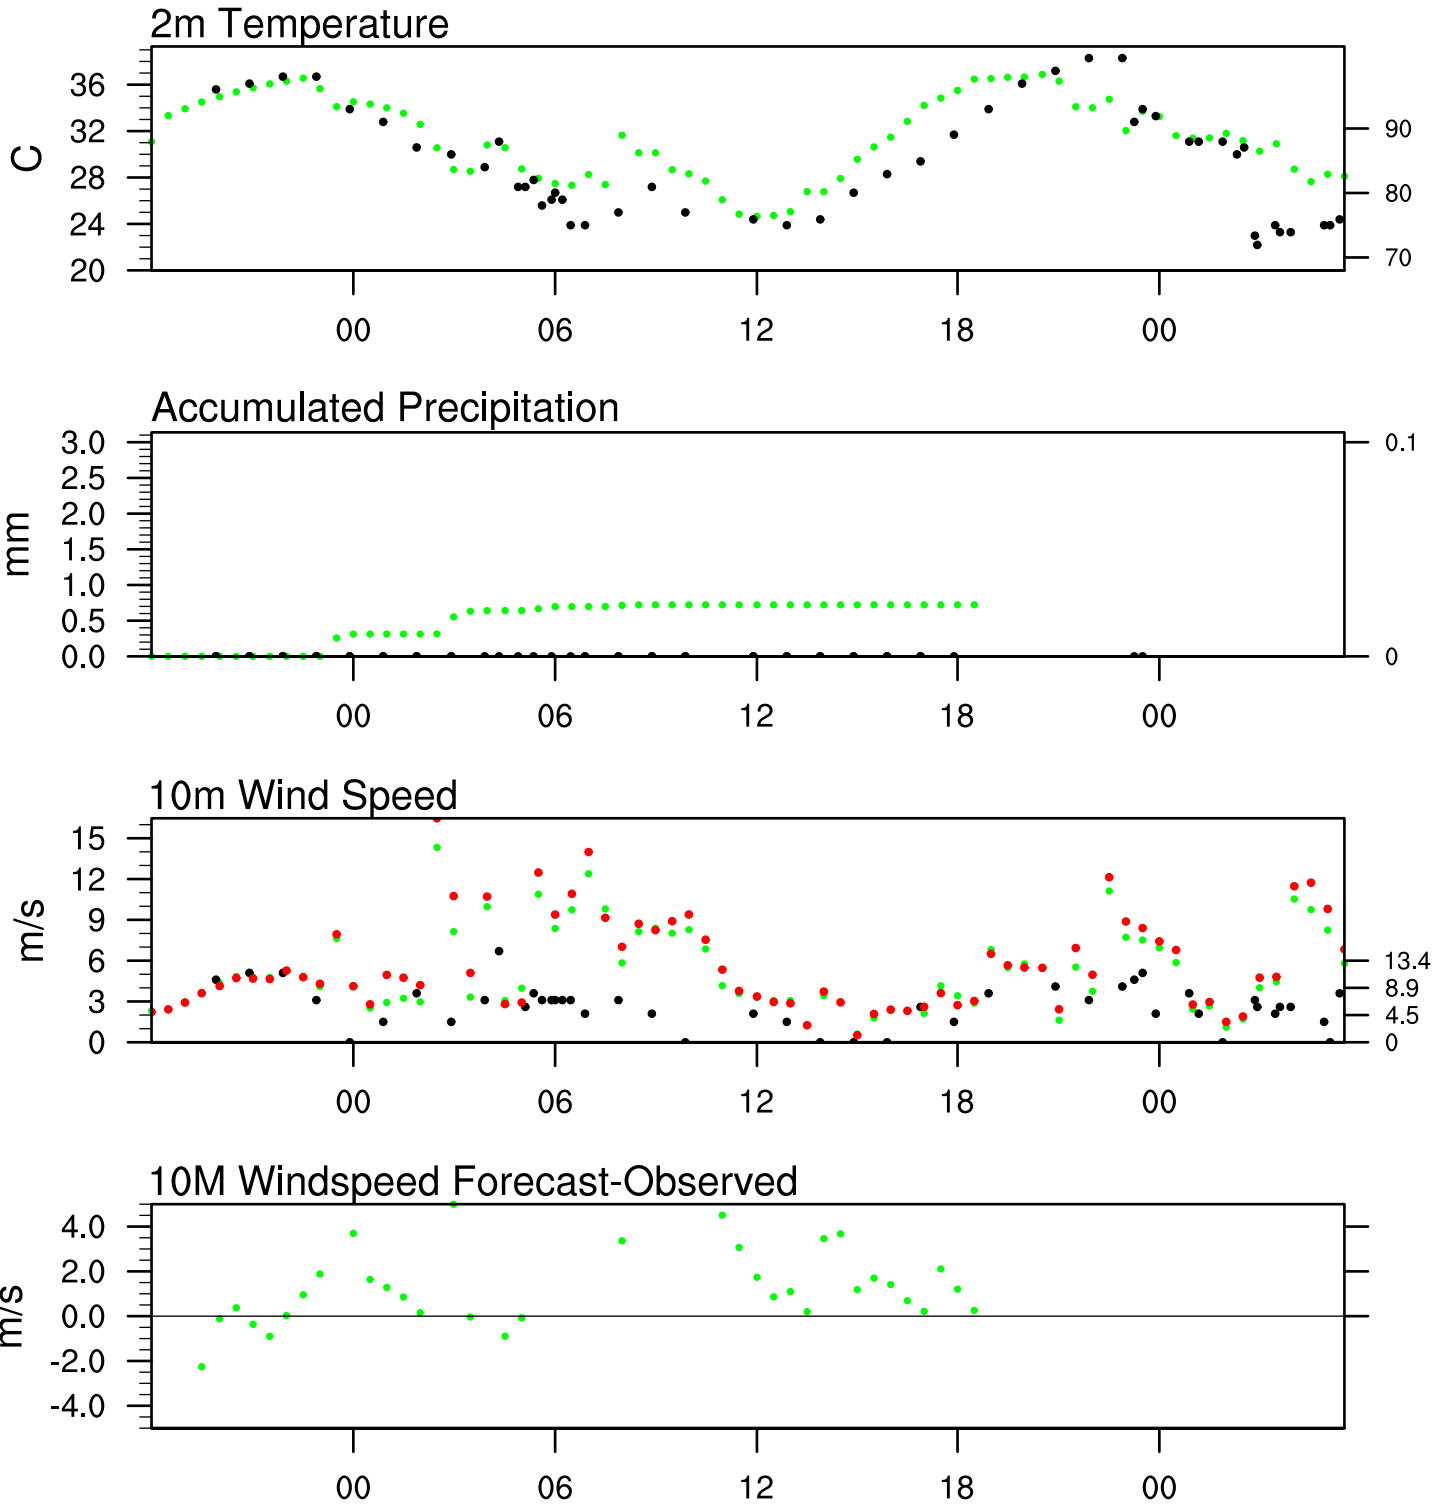 2m Temperature
C
36
32
28
24
20
90
80
70
00 06 12 18 00
Accumulated Precipitation
mm
3.0
2.5
2.0
1.5
1.0
0.5
0.0
0.1
0
00 06 12 18 00
10m Wind Speed
m/s
15
12
9
6
3
0
13.4
8.9
4.5
0
00 06 12 18 00
10M Windspeed Forecast-Observed
m/s
4.0
2.0
0.0
-2.0
-4.0
00 06 12 18 00